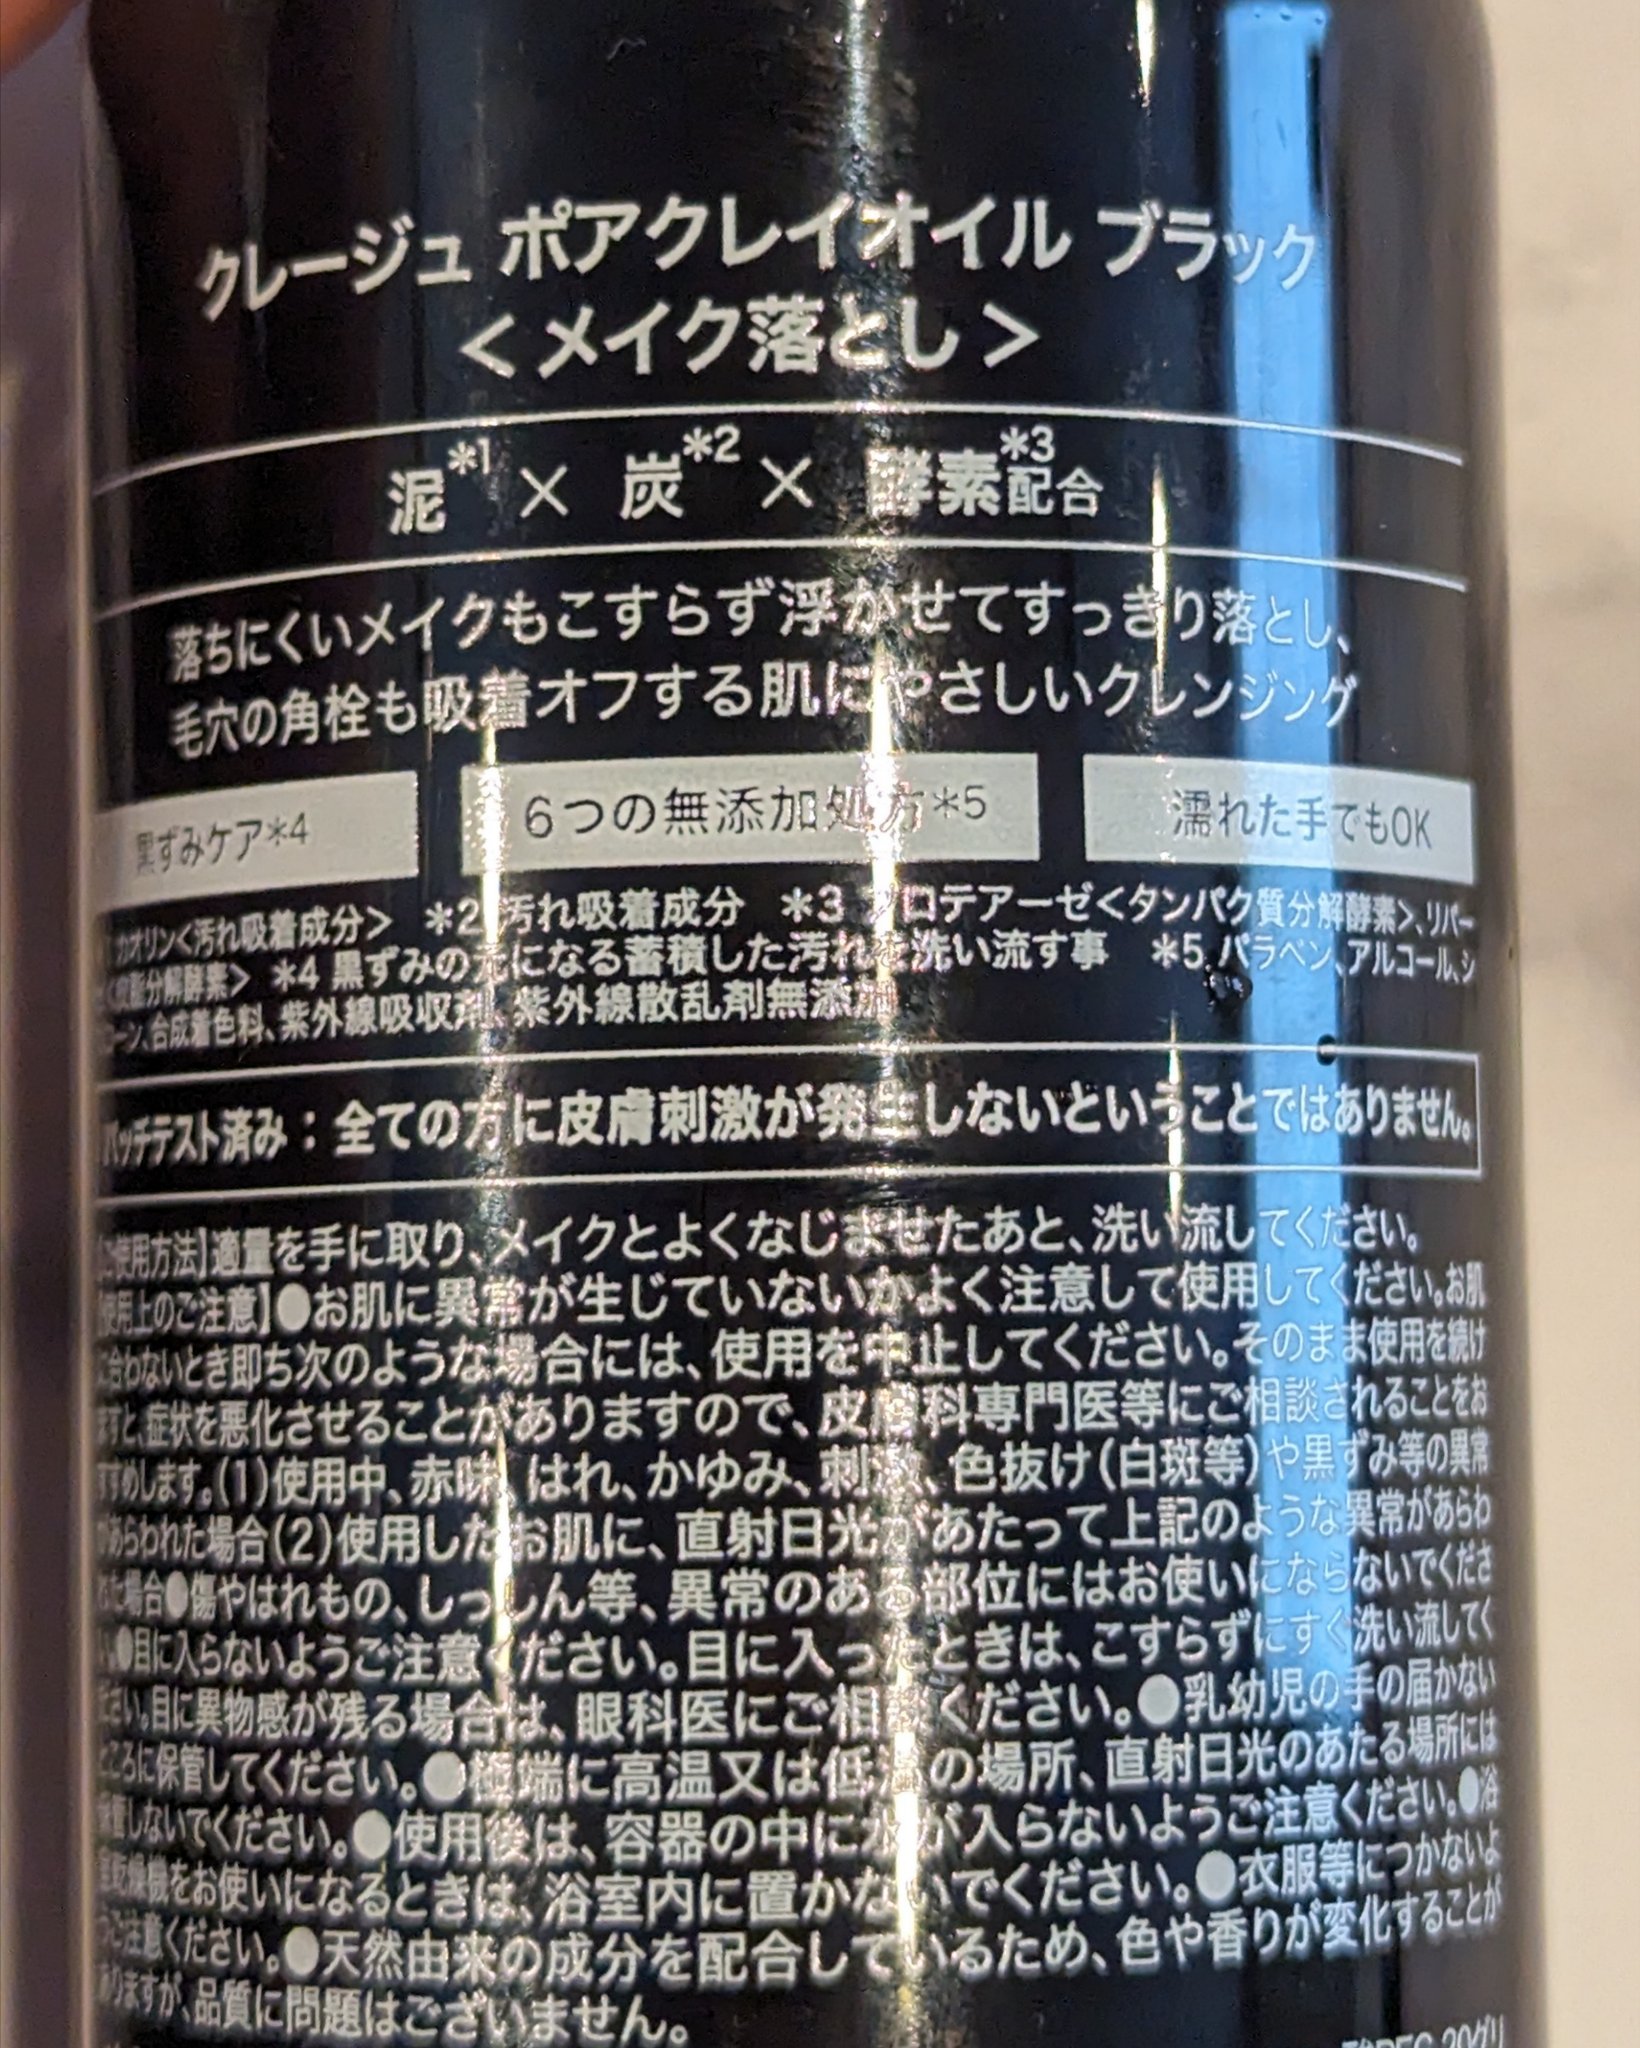 クレージュ ポアクレイオイル ブラック
＜メイク落とし＞
泥*1 × 炭*2 × 酵素*3配合
落ちにくいメイクもこすらず浮かせてすっきり落とし、
毛穴の角栓も吸着オフする肌にやさしいクレンジング
黒ずみケア*4 6つの無添加処方*5 濡れた手でもOK
カオリン<汚れ吸着成分> *2 汚れ吸着成分 *3 プロテアーゼ<タンパク質分解酵素>、リパー
分解酵素> *4 黒ずみの元になる蓄積した汚れを洗い流す事 *5 パラベン、アルコール、シ
ーン、合成着色料、紫外線吸収剤、紫外線散乱剤無添加
パッチテスト済み：全ての方に皮膚刺激が発生しないということではありません。
ご使用方法】適量を手に取り、メイクとよくなじませたあと、洗い流してください。
使用上のご注意】●お肌に異常が生じていないかよく注意して使用してください。お肌
に合わないとき即ち次のような場合には、使用を中止してください。そのまま使用を続け
ますと、症状を悪化させることがありますので、皮膚科専門医等にご相談されることをお
すすめします。(1)使用中、赤味、はれ、かゆみ、刺激、色抜け(白斑等)や黒ずみ等の異常
があらわれた場合(2)使用したお肌に、直射日光があたって上記のような異常があらわ
れた場合●傷やはれもの、しっしん等、異常のある部位にはお使いにならないでくださ
い。●目に入らないようご注意ください。目に入ったときは、こすらずにすぐ洗い流してく
ださい。目に異物感が残る場合は、眼科医にご相談ください。●乳幼児の手の届かない
ところに保管してください。●極端に高温又は低温の場所、直射日光のあたる場所には
保管しないでください。●使用後は、容器の中に水が入らないようご注意ください。●浴
室乾燥機をお使いになるときは、浴室内に置かないでください。●衣服等につかないよ
うご注意ください。●天然由来の成分を配合しているため、色や香りが変化することが
ありますが、品質に問題はございません。